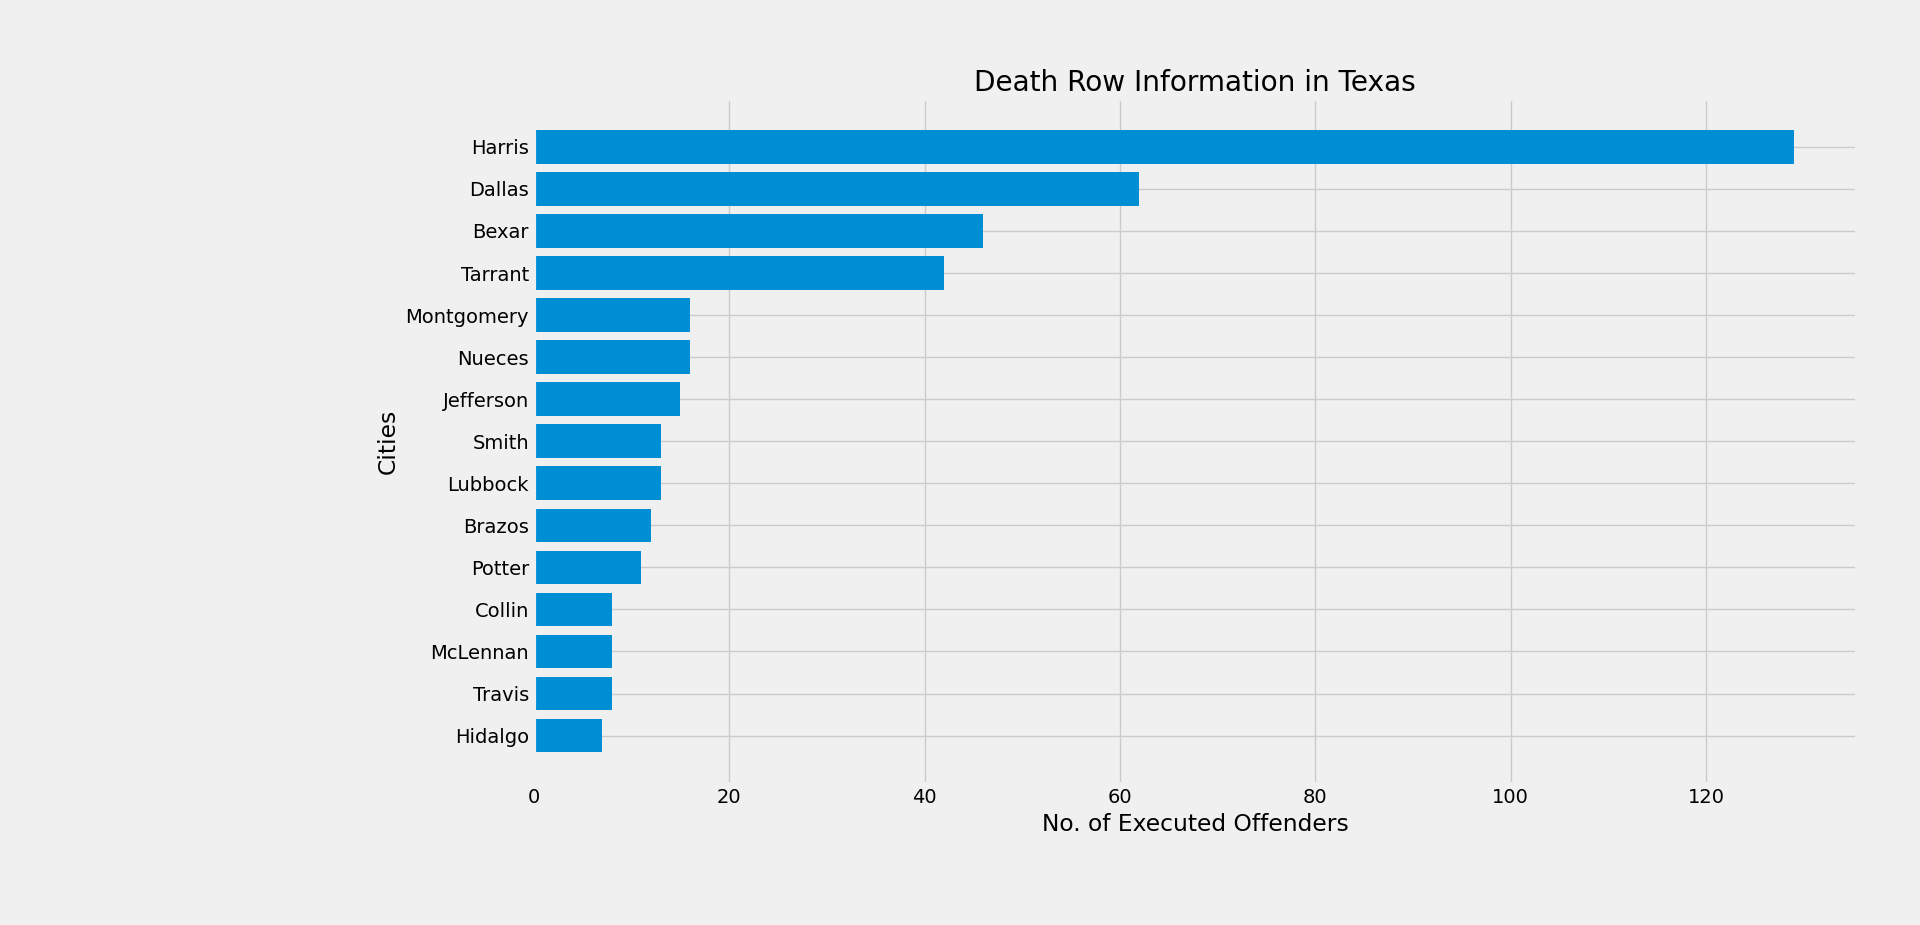 Death Row Information in Texas
Harris
Dallas
Bexar
Tarrant
Montgomery
Nueces
Jefferson
Smith
Lubbock
Brazos
Potter
Collin
McLennan
Travis
Hidalgo
Cities
0 20 40 60 80 100 120
No. of Executed Offenders